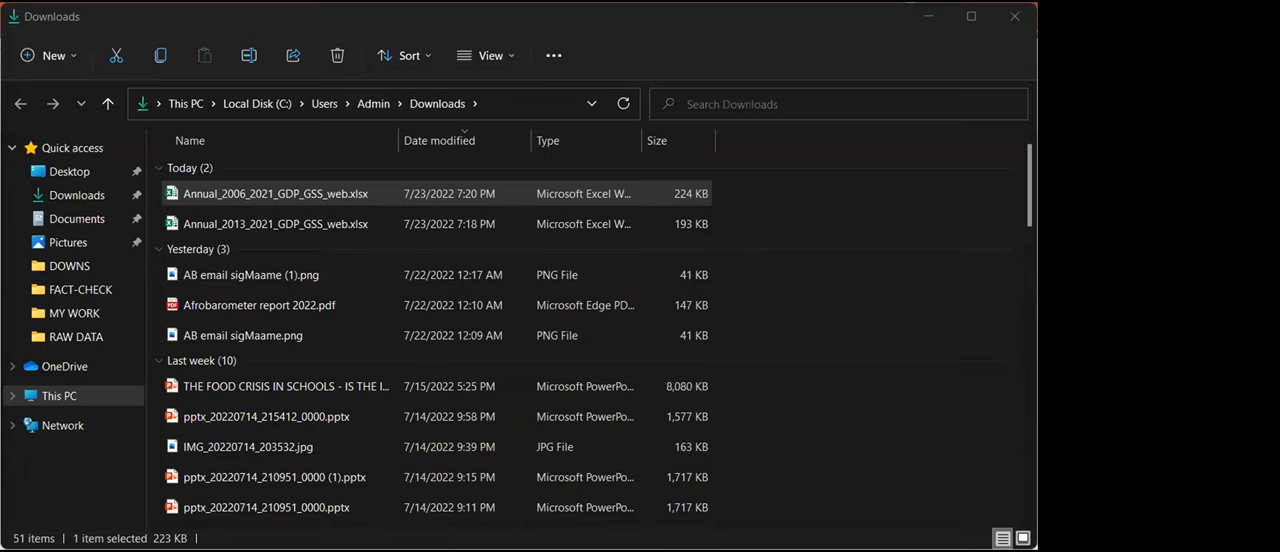 Downloads
New Sort View
This PC Local Disk (C:) Users Admin Downloads Search Downloads
Name Date modified Type Size
Quick access
Desktop
Downloads
Documents
Pictures
DOWNS
FACT-CHECK
MY WORK
RAW DATA
OneDrive
This PC
Network
Today (2)
Annual_2006_2021_GDP_GSS_web.xlsx 7/23/2022 7:20 PM Microsoft Excel W... 224 KB
Annual_2013_2021_GDP_GSS_web.xlsx 7/23/2022 7:18 PM Microsoft Excel W... 193 KB
Yesterday (3)
AB email sigMaame (1).png 7/22/2022 12:17 AM PNG File 41 KB
Afrobarometer report 2022.pdf 7/22/2022 12:10 AM Microsoft Edge PD... 147 KB
AB email sigMaame.png 7/22/2022 12:09 AM PNG File 41 KB
Last week (10)
THE FOOD CRISIS IN SCHOOLS - IS THE I... 7/15/2022 5:25 PM Microsoft PowerPo... 8,080 KB
pptx_20220714_215412_0000.pptx 7/14/2022 9:58 PM Microsoft PowerPo... 1,577 KB
IMG_20220714_203532.jpg 7/14/2022 9:39 PM JPG File 163 KB
pptx_20220714_210951_0000 (1).pptx 7/14/2022 9:15 PM Microsoft PowerPo... 1,717 KB
pptx_20220714_210951_0000.pptx 7/14/2022 9:11 PM Microsoft PowerPo... 1,717 KB
51 items 1 item selected 223 KB